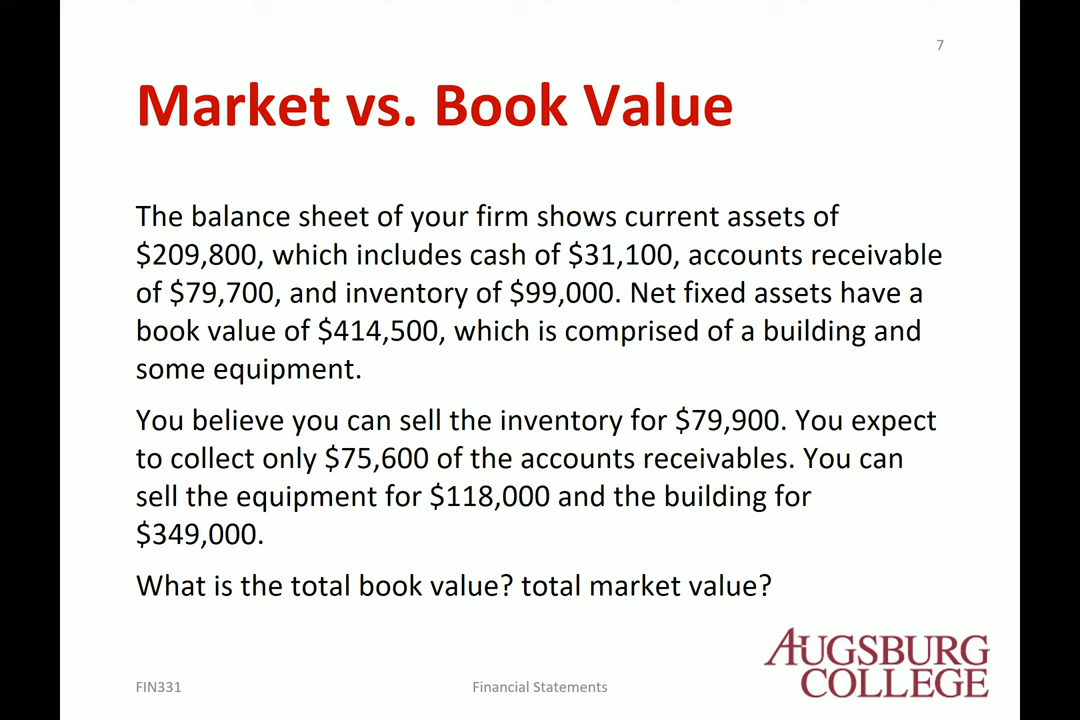 7
Market vs. Book Value
The balance sheet of your firm shows current assets of
$209,800, which includes cash of $31,100, accounts receivable
of $79,700, and inventory of $99,000. Net fixed assets have a
book value of $414,500, which is comprised of a building and
some equipment.
You believe you can sell the inventory for $79,900. You expect
to collect only $75,600 of the accounts receivables. You can
sell the equipment for $118,000 and the building for
$349,000.
What is the total book value? total market value?
AUGSBURG
COLLEGE
FIN331
Financial Statements